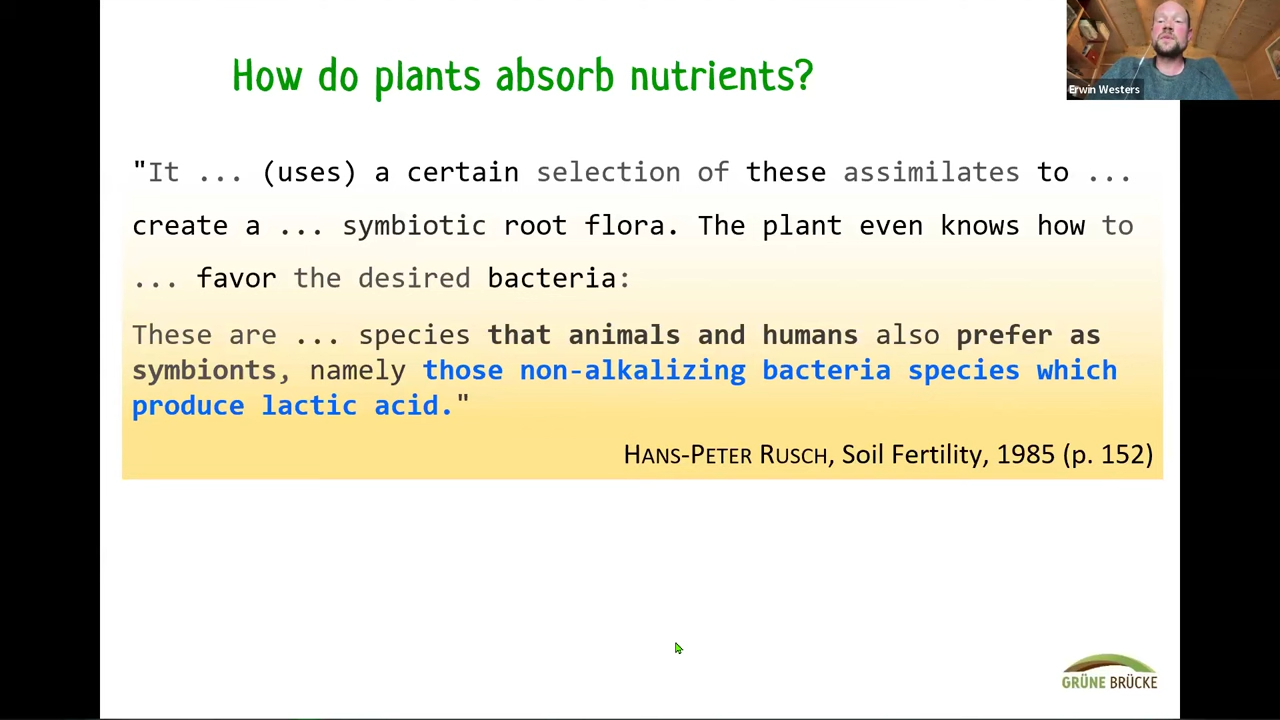 How do plants absorb nutrients?
Erwin Westers
"It ... (uses) a certain selection of these assimilates to ...
create a ... symbiotic root flora. The plant even knows how to
... favor the desired bacteria:
These are ... species that animals and humans also prefer as
symbionts, namely those non-alkalizing bacteria species which
produce lactic acid."
HANS-PETER RUSCH, Soil Fertility, 1985 (p. 152)
GRÜNE BRÜCKE